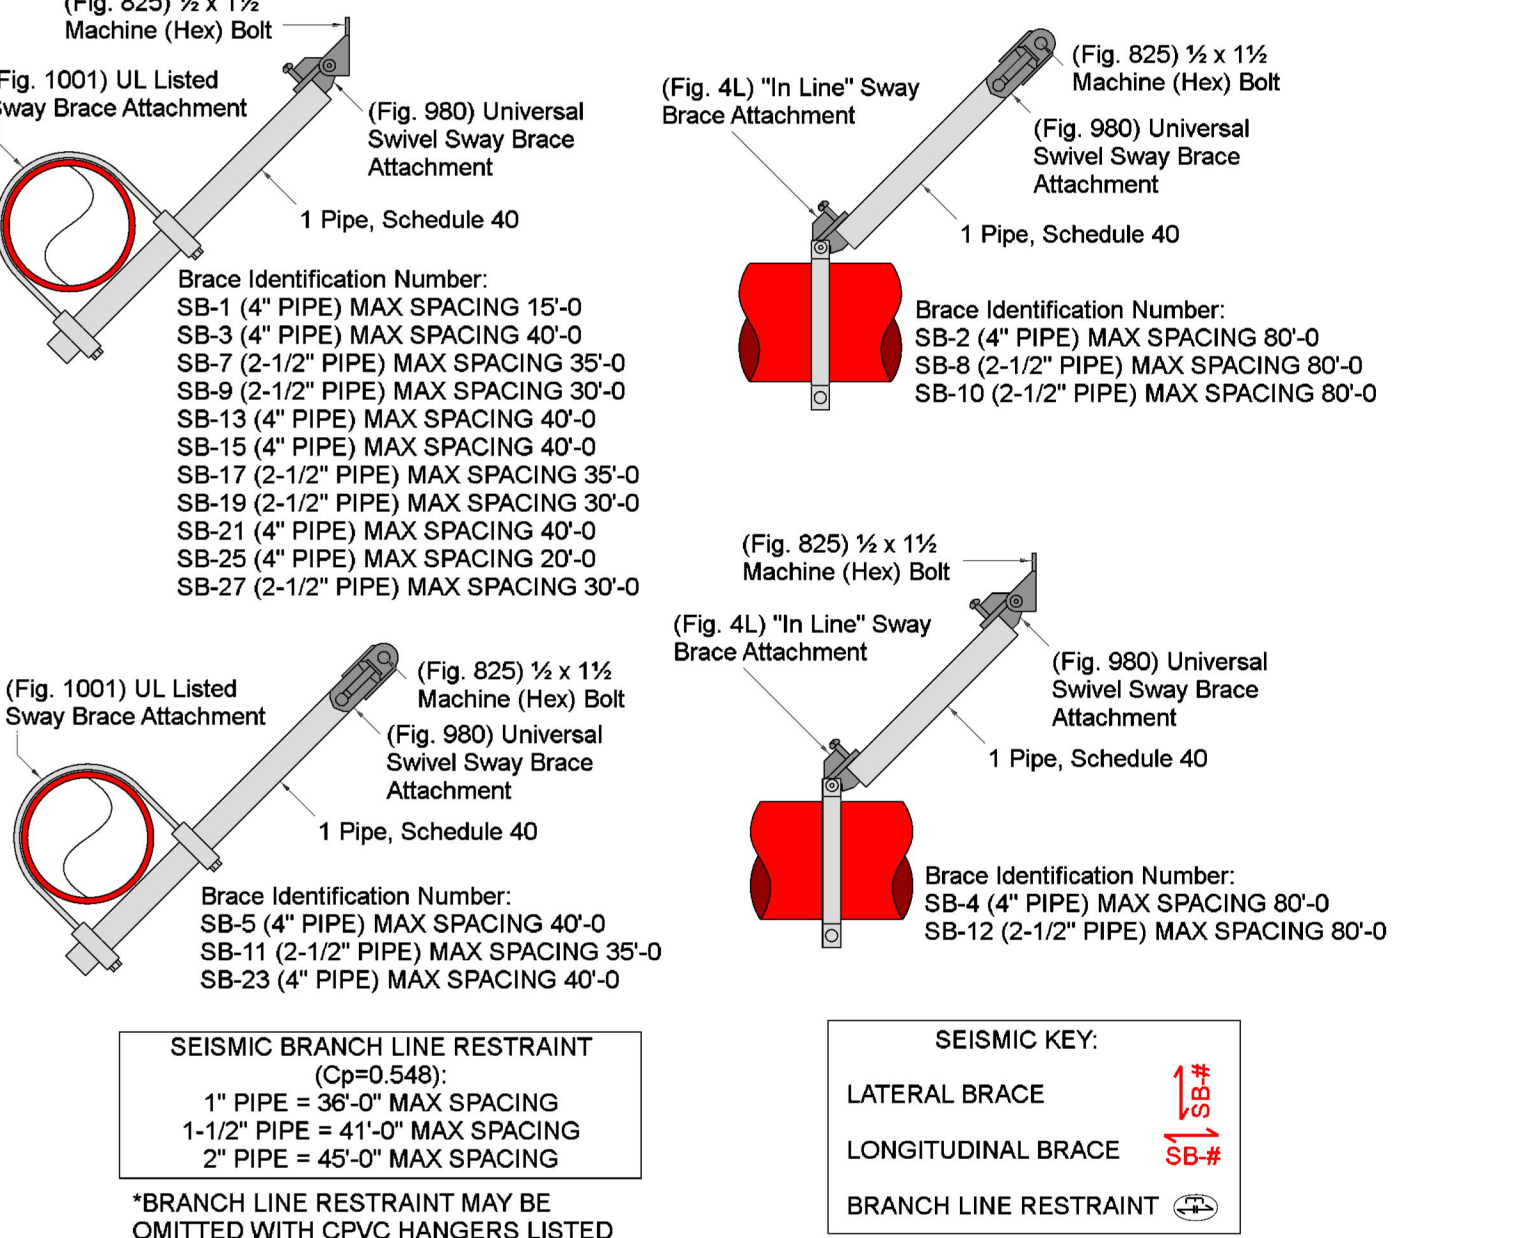 (Fig. 825) ½ x 1½
Machine (Hex) Bolt
Fig. 1001) UL Listed
Sway Brace Attachment
(Fig. 980) Universal
Swivel Sway Brace
Attachment
1 Pipe, Schedule 40
Brace Identification Number:
SB-1 (4" PIPE) MAX SPACING 15'-0
SB-3 (4" PIPE) MAX SPACING 40'-0
SB-7 (2-1/2" PIPE) MAX SPACING 35'-0
SB-9 (2-1/2" PIPE) MAX SPACING 30'-0
SB-13 (4" PIPE) MAX SPACING 40'-0
SB-15 (4" PIPE) MAX SPACING 40'-0
SB-17 (2-1/2" PIPE) MAX SPACING 35'-0
SB-19 (2-1/2" PIPE) MAX SPACING 30'-0
SB-21 (4" PIPE) MAX SPACING 40'-0
SB-25 (4" PIPE) MAX SPACING 20'-0
SB-27 (2-1/2" PIPE) MAX SPACING 30'-0
(Fig. 4L) "In Line" Sway
Brace Attachment
(Fig. 825) ½ x 1½
Machine (Hex) Bolt
(Fig. 980) Universal
Swivel Sway Brace
Attachment
1 Pipe, Schedule 40
Brace Identification Number:
SB-2 (4" PIPE) MAX SPACING 80'-0
SB-8 (2-1/2" PIPE) MAX SPACING 80'-0
SB-10 (2-1/2" PIPE) MAX SPACING 80'-0
(Fig. 1001) UL Listed
Sway Brace Attachment
(Fig. 825) ½ x 1½
Machine (Hex) Bolt
(Fig. 980) Universal
Swivel Sway Brace
Attachment
1 Pipe, Schedule 40
Brace Identification Number:
SB-5 (4" PIPE) MAX SPACING 40'-0
SB-11 (2-1/2" PIPE) MAX SPACING 35'-0
SB-23 (4" PIPE) MAX SPACING 40'-0
(Fig. 825) ½ x 1½
Machine (Hex) Bolt
(Fig. 4L) "In Line" Sway
Brace Attachment
(Fig. 980) Universal
Swivel Sway Brace
Attachment
1 Pipe, Schedule 40
Brace Identification Number:
SB-4 (4" PIPE) MAX SPACING 80'-0
SB-12 (2-1/2" PIPE) MAX SPACING 80'-0
SEISMIC BRANCH LINE RESTRAINT
(Cp=0.548):
1" PIPE = 36'-0" MAX SPACING
1-1/2" PIPE = 41'-0" MAX SPACING
2" PIPE = 45'-0" MAX SPACING
*BRANCH LINE RESTRAINT MAY BE
OMITTED WITH CPVC HANGERS LISTED
SEISMIC KEY:
LATERAL BRACE
SB-#
LONGITUDINAL BRACE
SB-#
BRANCH LINE RESTRAINT